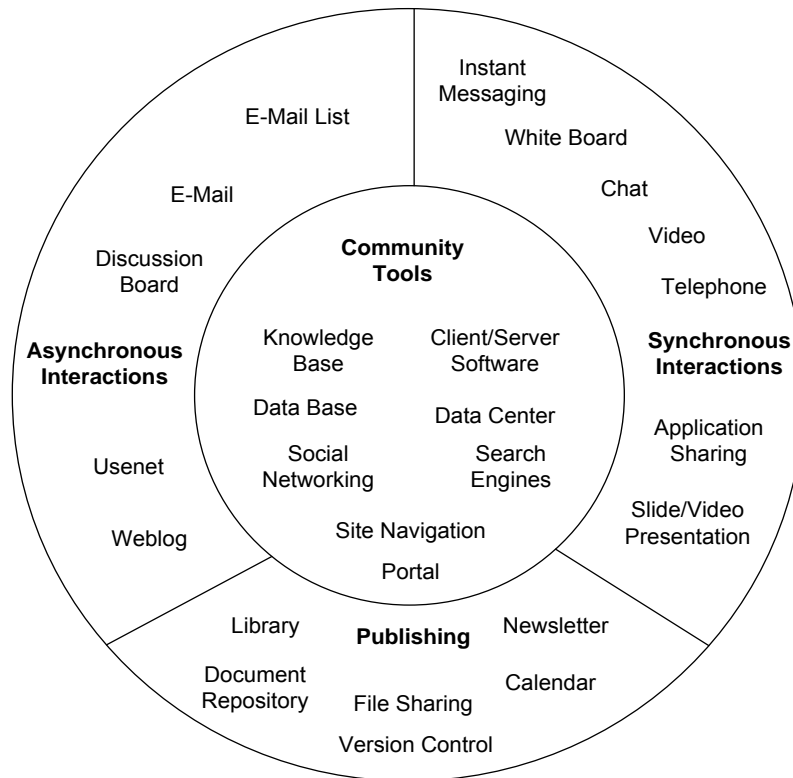 Instant
Messaging
E-Mail List
White Board
Chat
E-Mail
Video
Discussion
Board
Telephone
Community
Tools
Asynchronous
Interactions
Synchronous
Interactions
Knowledge
Base
Client/Server
Software
Data Base
Data Center
Social
Networking
Search
Engines
Site Navigation
Portal
Usenet
Weblog
Application
Sharing
Slide/Video
Presentation
Library
Publishing
Newsletter
Document
Repository
File Sharing
Calendar
Version Control